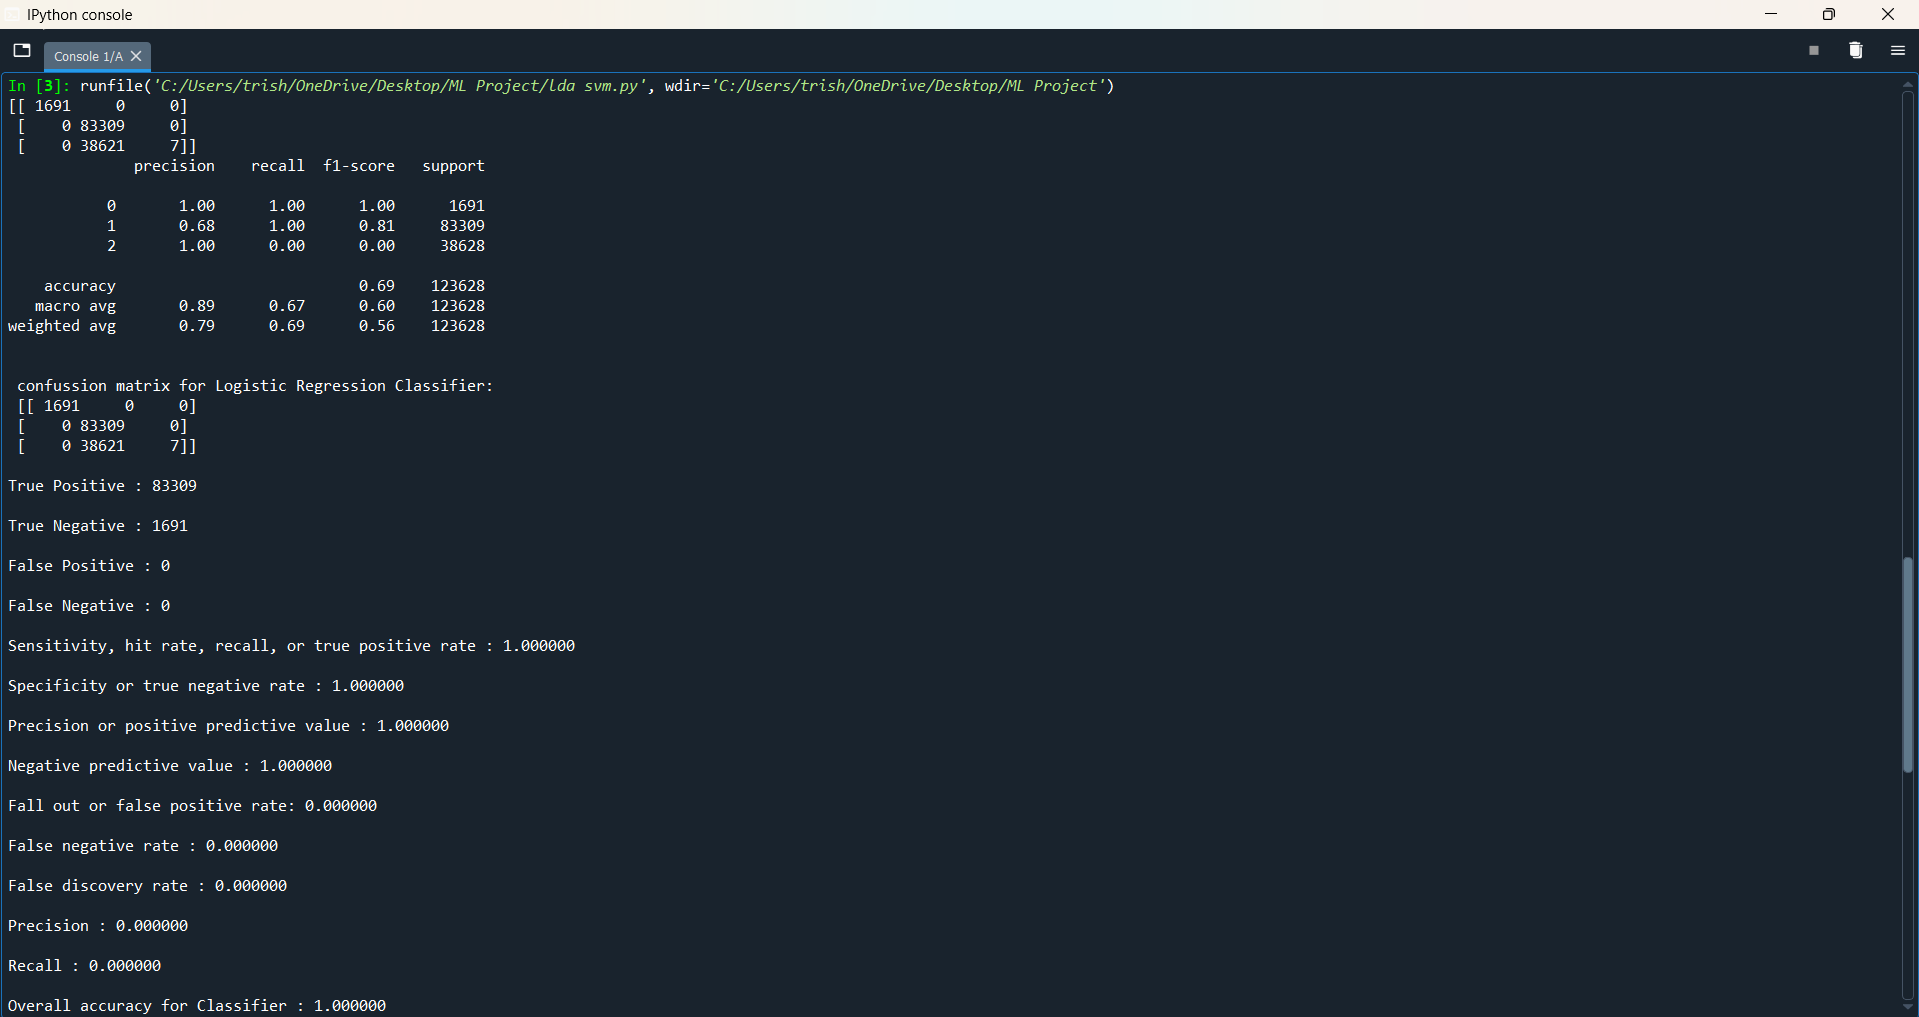 IPython console
Console 1/A
In [3]: runfile('C:/Users/trish/OneDrive/Desktop/ML Project/lda svm.py', wdir='C:/Users/trish/OneDrive/Desktop/ML Project')
[[ 1691     0     0]
 [    0 83309     0]
 [    0 38621     7]]
              precision    recall  f1-score   support

           0       1.00      1.00      1.00      1691
           1       0.68      1.00      0.81     83309
           2       1.00      0.00      0.00     38628

    accuracy                           0.69    123628
   macro avg       0.89      0.67      0.60    123628
weighted avg       0.79      0.69      0.56    123628

 confussion matrix for Logistic Regression Classifier:
 [[ 1691     0     0]
 [    0 83309     0]
 [    0 38621     7]]

True Positive : 83309

True Negative : 1691

False Positive : 0

False Negative : 0

Sensitivity, hit rate, recall, or true positive rate : 1.000000

Specificity or true negative rate : 1.000000

Precision or positive predictive value : 1.000000

Negative predictive value : 1.000000

Fall out or false positive rate: 0.000000

False negative rate : 0.000000

False discovery rate : 0.000000

Precision : 0.000000

Recall : 0.000000

Overall accuracy for Classifier : 1.000000